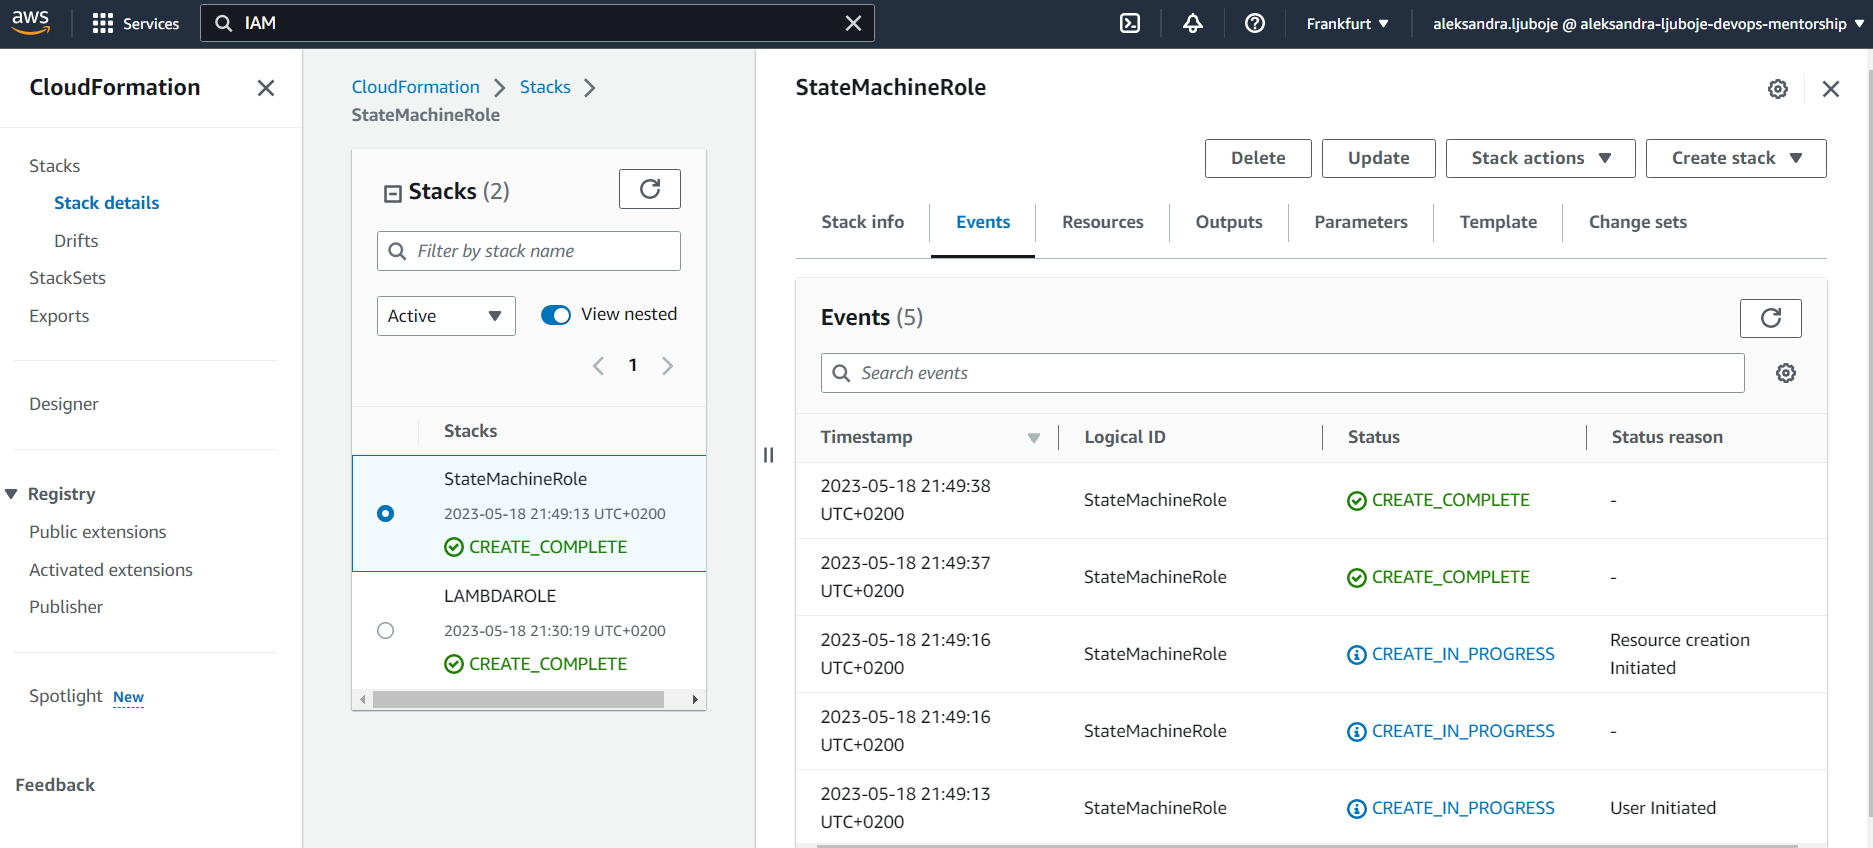 aws
Services
IAM
Frankfurt
aleksandra.ljuboje @ aleksandra-ljuboje-devops-mentorship
CloudFormation
Stacks
Stack details
Drifts
StackSets
Exports
Designer
Registry
Public extensions
Activated extensions
Publisher
Spotlight New
Feedback
CloudFormation
Stacks
StateMachineRole
Stacks (2)
Filter by stack name
Active
View nested
1
Stacks
StateMachineRole
2023-05-18 21:49:13 UTC+0200
CREATE_COMPLETE
LAMBDAROLE
2023-05-18 21:30:19 UTC+0200
CREATE_COMPLETE
StateMachineRole
Delete
Update
Stack actions
Create stack
Stack info
Events
Resources
Outputs
Parameters
Template
Change sets
Events (5)
Search events
Timestamp
Logical ID
Status
Status reason
2023-05-18 21:49:38
UTC+0200
StateMachineRole
CREATE_COMPLETE
-
2023-05-18 21:49:37
UTC+0200
StateMachineRole
CREATE_COMPLETE
-
2023-05-18 21:49:16
UTC+0200
StateMachineRole
CREATE_IN_PROGRESS
Resource creation
Initiated
2023-05-18 21:49:16
UTC+0200
StateMachineRole
CREATE_IN_PROGRESS
-
2023-05-18 21:49:13
UTC+0200
StateMachineRole
CREATE_IN_PROGRESS
User Initiated